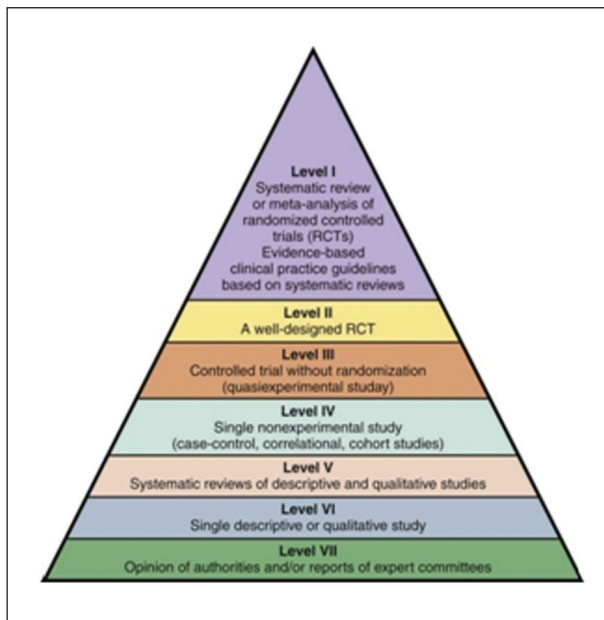 Level I
Systematic review
or meta-analysis of
randomized controlled
trials (RCTs)
Evidence-based
clinical practice guidelines
based on systematic reviews
Level II
A well-designed RCT
Level III
Controlled trial without randomization
(quasiexperimental studay)
Level IV
Single nonexperimental study
(case-control, correlational, cohort studies)
Level V
Systematic reviews of descriptive and qualitative studies
Level VI
Single descriptive or qualitative study
Level VII
Opinion of authorities and/or reports of expert committees